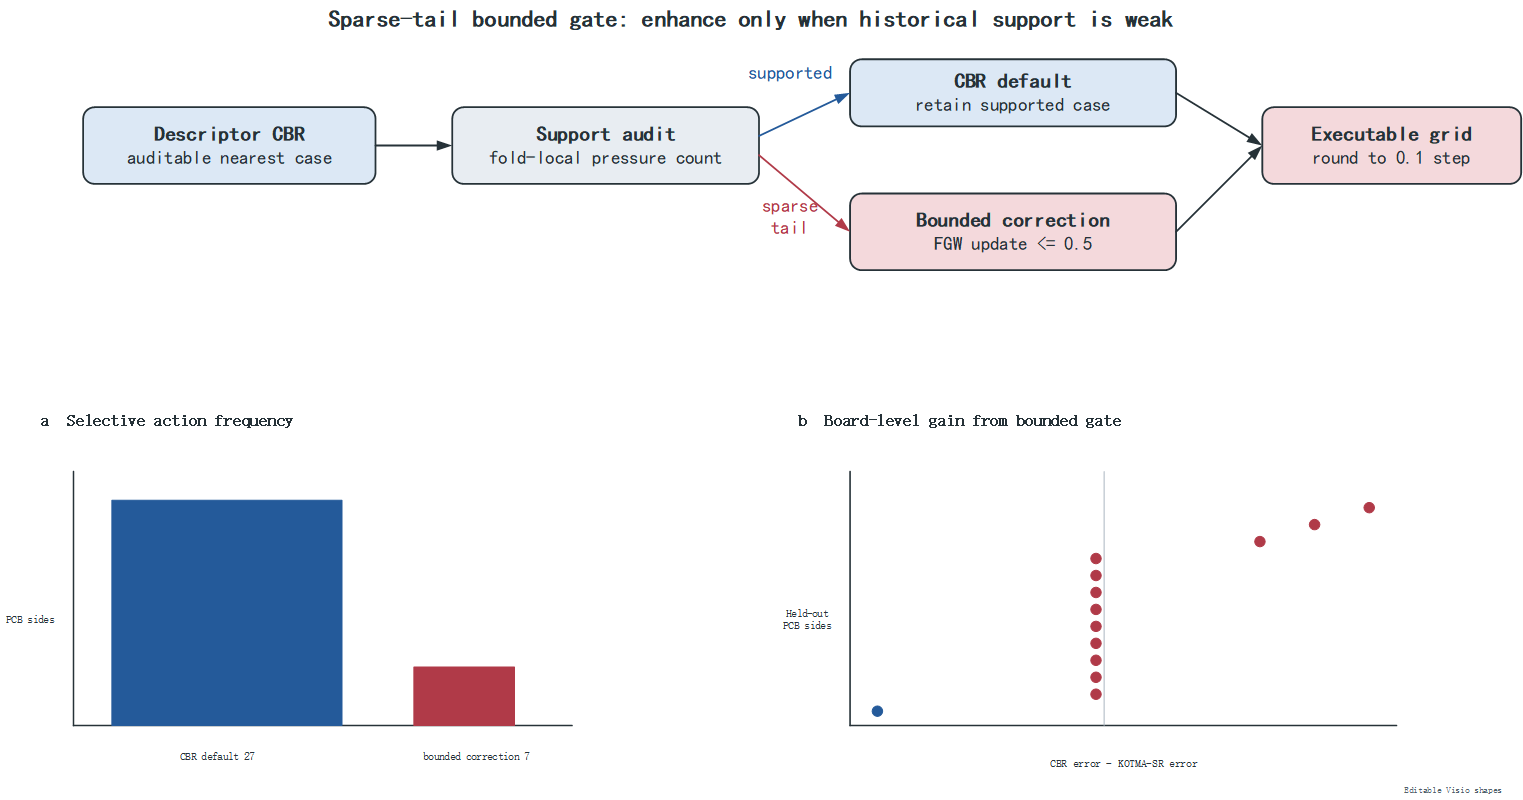 Sparse-tail bounded gate: enhance only when historical support is weak
Descriptor CBR
auditable nearest case
Support audit
fold-local pressure count
supported
sparse
tail
CBR default
retain supported case
Bounded correction
FGW update <= 0.5
Executable grid
round to 0.1 step
a Selective action frequency
PCB sides
CBR default 27
bounded correction 7
b Board-level gain from bounded gate
Held-out
PCB sides
CBR error - KOTMA-SR error
Editable Visio shapes